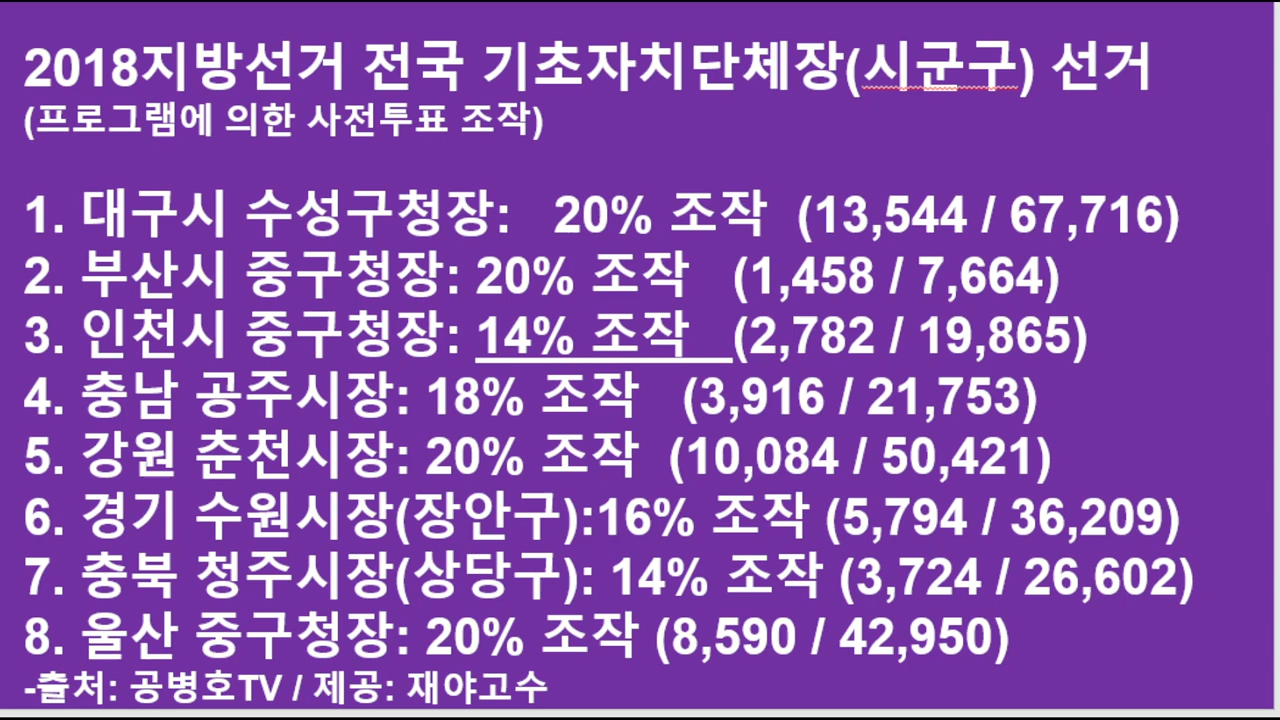 2018지방선거 전국 기초자치단체장(시군구) 선거
(프로그램에 의한 사전투표 조작)
1. 대구시 수성구청장: 20% 조작 (13,544 / 67,716)
2. 부산시 중구청장: 20% 조작 (1,458 / 7,664)
3. 인천시 중구청장: 14% 조작 (2,782 / 19,865)
4. 충남 공주시장: 18% 조작 (3,916 / 21,753)
5. 강원 춘천시장: 20% 조작 (10,084 / 50,421)
6. 경기 수원시장(장안구):16% 조작 (5,794 / 36,209)
7. 충북 청주시장(상당구): 14% 조작 (3,724 / 26,602)
8. 울산 중구청장: 20% 조작 (8,590 / 42,950)
-출처: 공병호TV / 제공: 재야고수